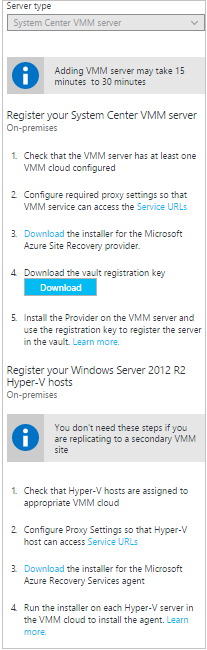 Server type
System Center VMM server
Adding VMM server may take 15
minutes to 30 minutes
Register your System Center VMM server
On-premises
1. Check that the VMM server has at least one
VMM cloud configured
2. Configure required proxy settings so that
VMM service can access the Service URLs
3. Download the installer for the Microsoft
Azure Site Recovery provider.
4. Download the vault registration key
Download
5. Install the Provider on the VMM server and
use the registration key to register the server
in the vault. Learn more.
Register your Windows Server 2012 R2
Hyper-V hosts
On-premises
You don't need these steps if you
are replicating to a secondary VMM
site
1. Check that Hyper-V hosts are assigned to
appropriate VMM cloud
2. Configure Proxy Settings so that Hyper-V
host can access Service URLs
3. Download the installer for the Microsoft
Azure Recovery Services agent
4. Run the installer on each Hyper-V server in
the VMM cloud to install the agent. Learn
more.